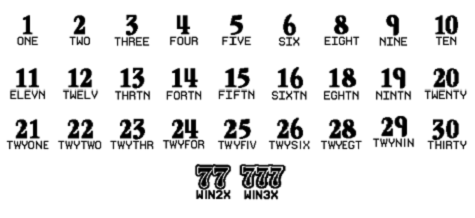 1 2 3 4 5 6 8 9 10
ONE TWO THREE FOUR FIVE SIX EIGHT NINE TEN
11 12 13 14 15 16 18 19 20
ELEVN TWELV THRTN FORTN FIFTN SIXTN EGHTN NINTN TWENTY
21 22 23 24 25 26 28 29 30
TWYONE TWYTWO TWYTHR TWYFOR TWYFIV TWYSIX TWYEGT TWYNIN THIRTY
77 777
WIN2X WIN3X